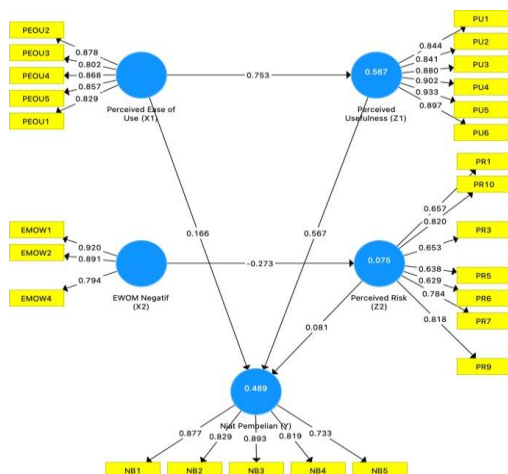 PEOU2
PEOU3
PEOU4
PEOU5
PEOU1
0.878
0.802
0.868
0.857
0.829
Perceived Ease of
Use (X1)
0.753
0.567
Perceived
Usefulness (Z1)
0.844
0.841
0.880
0.902
0.933
0.897
PU1
PU2
PU3
PU4
PU5
PU6
0.166
0.567
EMOW1
EMOW2
EMOW4
0.920
0.891
0.794
EWOM Negatif
(X2)
-0.273
0.075
Perceived Risk
(Z2)
0.657
0.820
0.653
0.638
0.629
0.784
0.818
PR1
PR10
PR3
PR5
PR6
PR7
PR9
0.081
0.489
Niat Pempelian (Y)
0.877
0.829
0.893
0.819
0.733
NB1
NB2
NB3
NB4
NB5